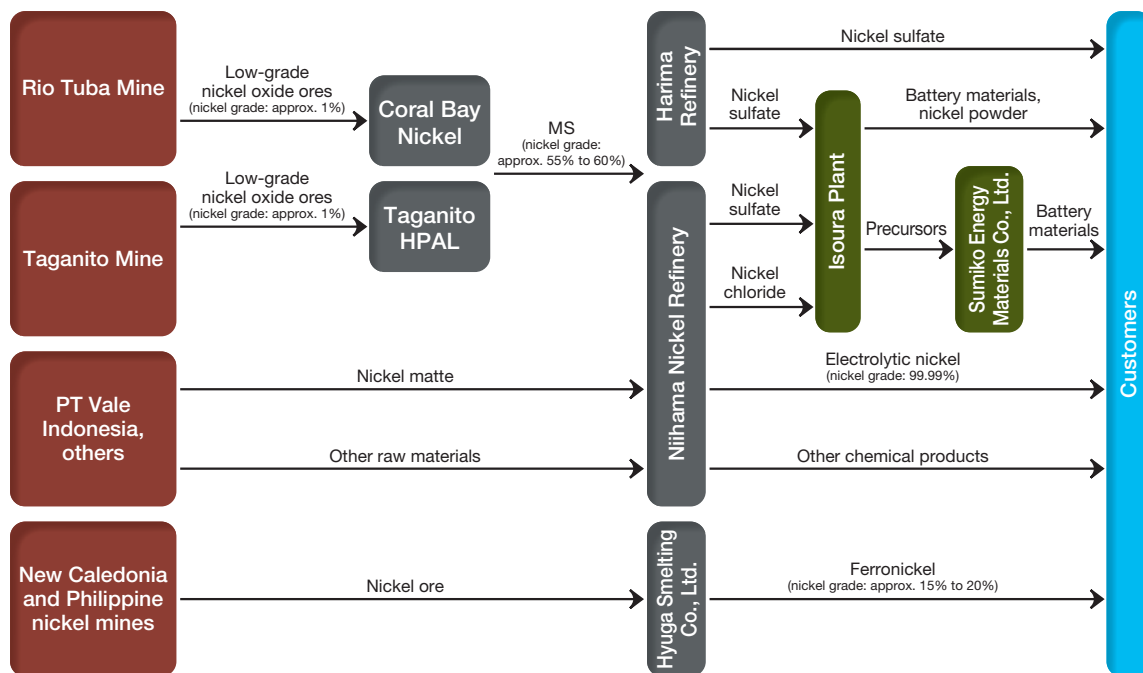 Rio Tuba Mine
Low-grade
nickel oxide ores
(nickel grade: approx. 1%)
Coral Bay
Nickel
Taganito Mine
Low-grade
nickel oxide ores
(nickel grade: approx. 1%)
Taganito
HPAL
MS
(nickel grade:
approx. 55% to 60%)
Harima
Refinery
Nickel sulfate
Nickel
sulfate
Battery materials,
nickel powder
Niihama Nickel Refinery
Nickel
sulfate
Nickel
chloride
Isoura Plant
Precursors
Sumiko Energy
Materials Co., Ltd.
Battery
materials
PT Vale
Indonesia,
others
Nickel matte
Other raw materials
Electrolytic nickel
(nickel grade: 99.99%)
Other chemical products
New Caledonia
and Philippine
nickel mines
Nickel ore
Hyuga Smelting
Co., Ltd.
Ferronickel
(nickel grade: approx. 15% to 20%)
Customers